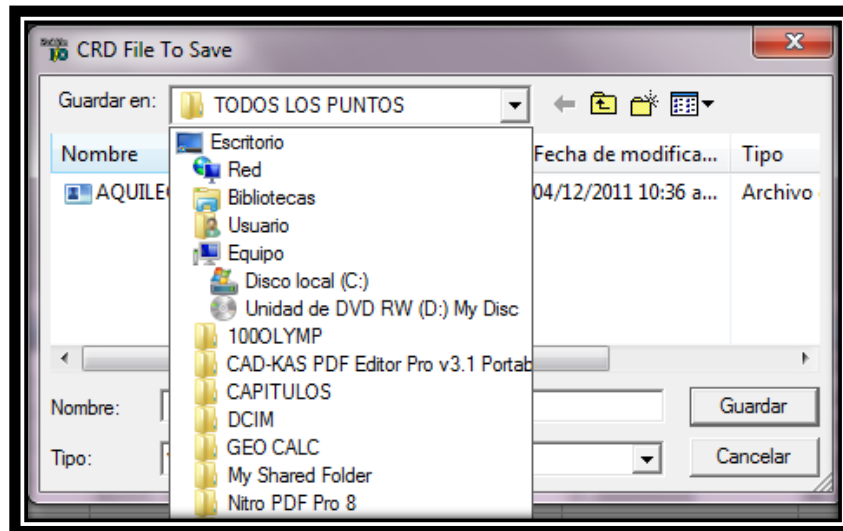 CRD File To Save
Guardar en: TODOS LOS PUNTOS
Nombre Fecha de modifica... Tipo
04/12/2011 10:36 a... Archivo
Escritorio
Red
Bibliotecas
Usuario
Equipo
Disco local (C:)
Unidad de DVD RW (D:) My Disc
100OLYMP
CAD-KAS PDF Editor Pro v3.1 Portab
CAPITULOS
DCIM
GEO CALC
My Shared Folder
Nitro PDF Pro 8
Nombre: Guardar
Tipo: Cancelar